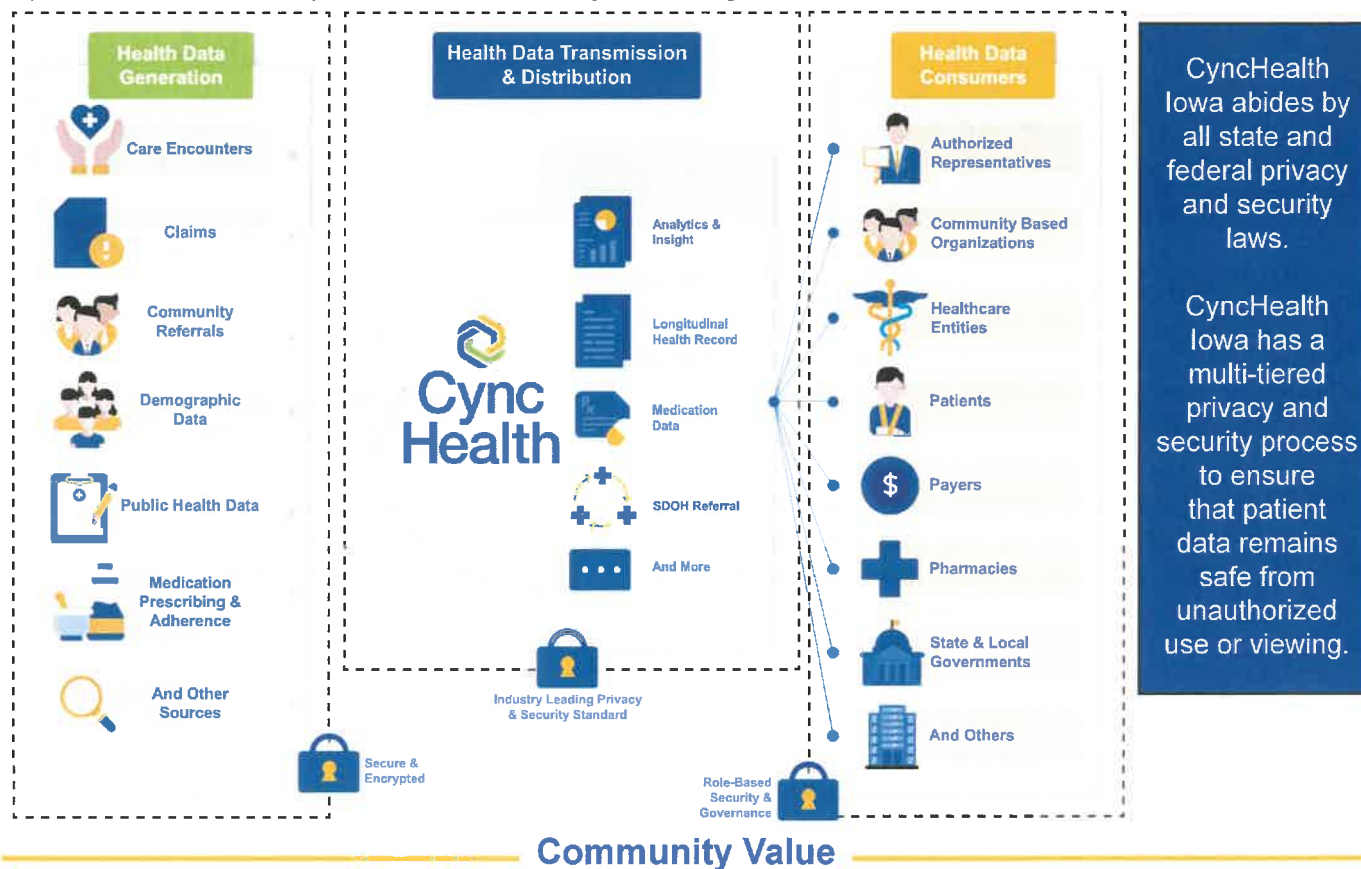 Health Data
Generation
Care Encounters
Claims
Community
Referrals
Demographic
Data
Public Health Data
Medication
Prescribing &
Adherence
And Other
Sources
Secure &
Encrypted
Health Data Transmission
& Distribution
Cync
Health
Analytics &
Insight
Longitudinal
Health Record
Rx
Medication
Data
SDOH Referral
And More
Industry Leading Privacy
& Security Standard
Health Data
Consumers
Authorized
Representatives
Community Based
Organizations
Healthcare
Entities
Patients
$
Payers
Pharmacies
State & Local
Governments
And Others
Role-Based
Security &
Governance
CyncHealth
Iowa abides by
all state and
federal privacy
and security
laws.
CyncHealth
Iowa has a
multi-tiered
privacy and
security process
to ensure
that patient
data remains
safe from
unauthorized
use or viewing.
Community Value